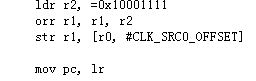 ldr r2, =0x10001111
orr r1, r1, r2
str r1, [r0, #CLK_SRC0_OFFSET]
mov pc, lr